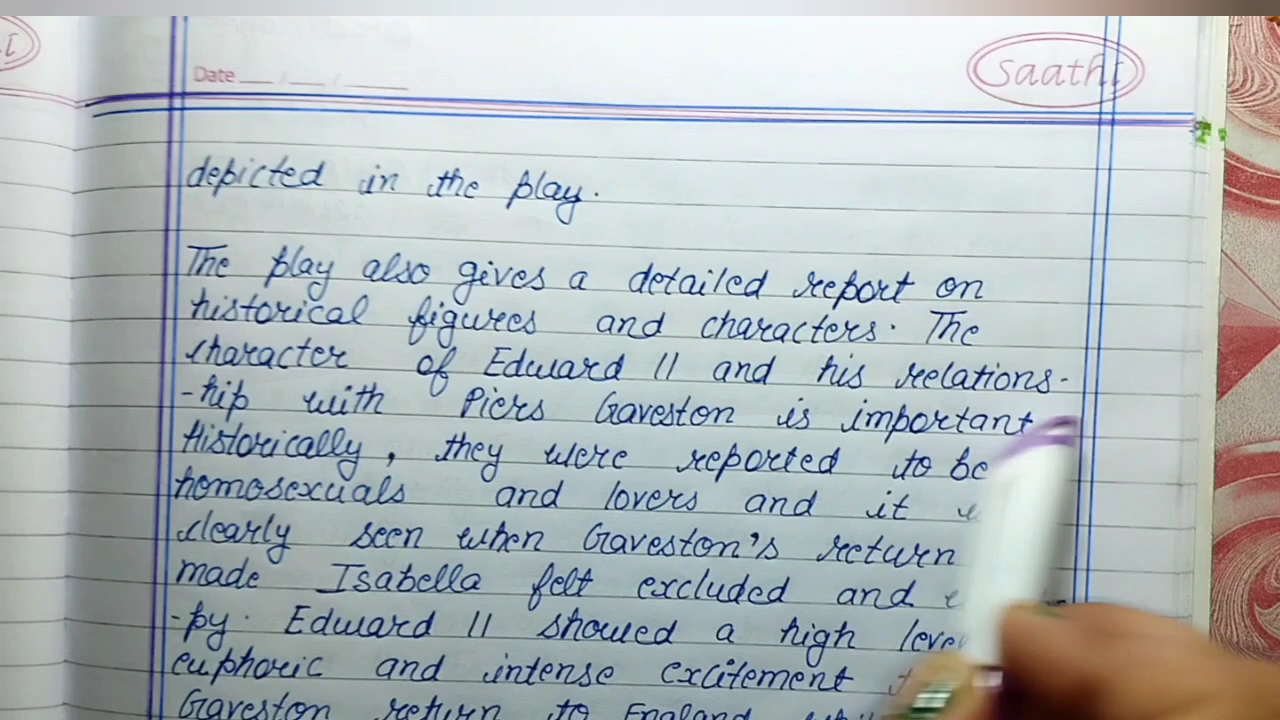 Date
Saathi
depicted in the play.
The play also gives a detailed report on
historical figures and characters. The
character of Edward II and his relations-
-hip with Piers Gaveston is important
Historically, they were reported to be
homosexuals and lovers and it
clearly seen when Gaveston's return
made Isabella felt excluded and
-py. Edward II showed a high
euphoric and intense excitement
Gaveston return to England